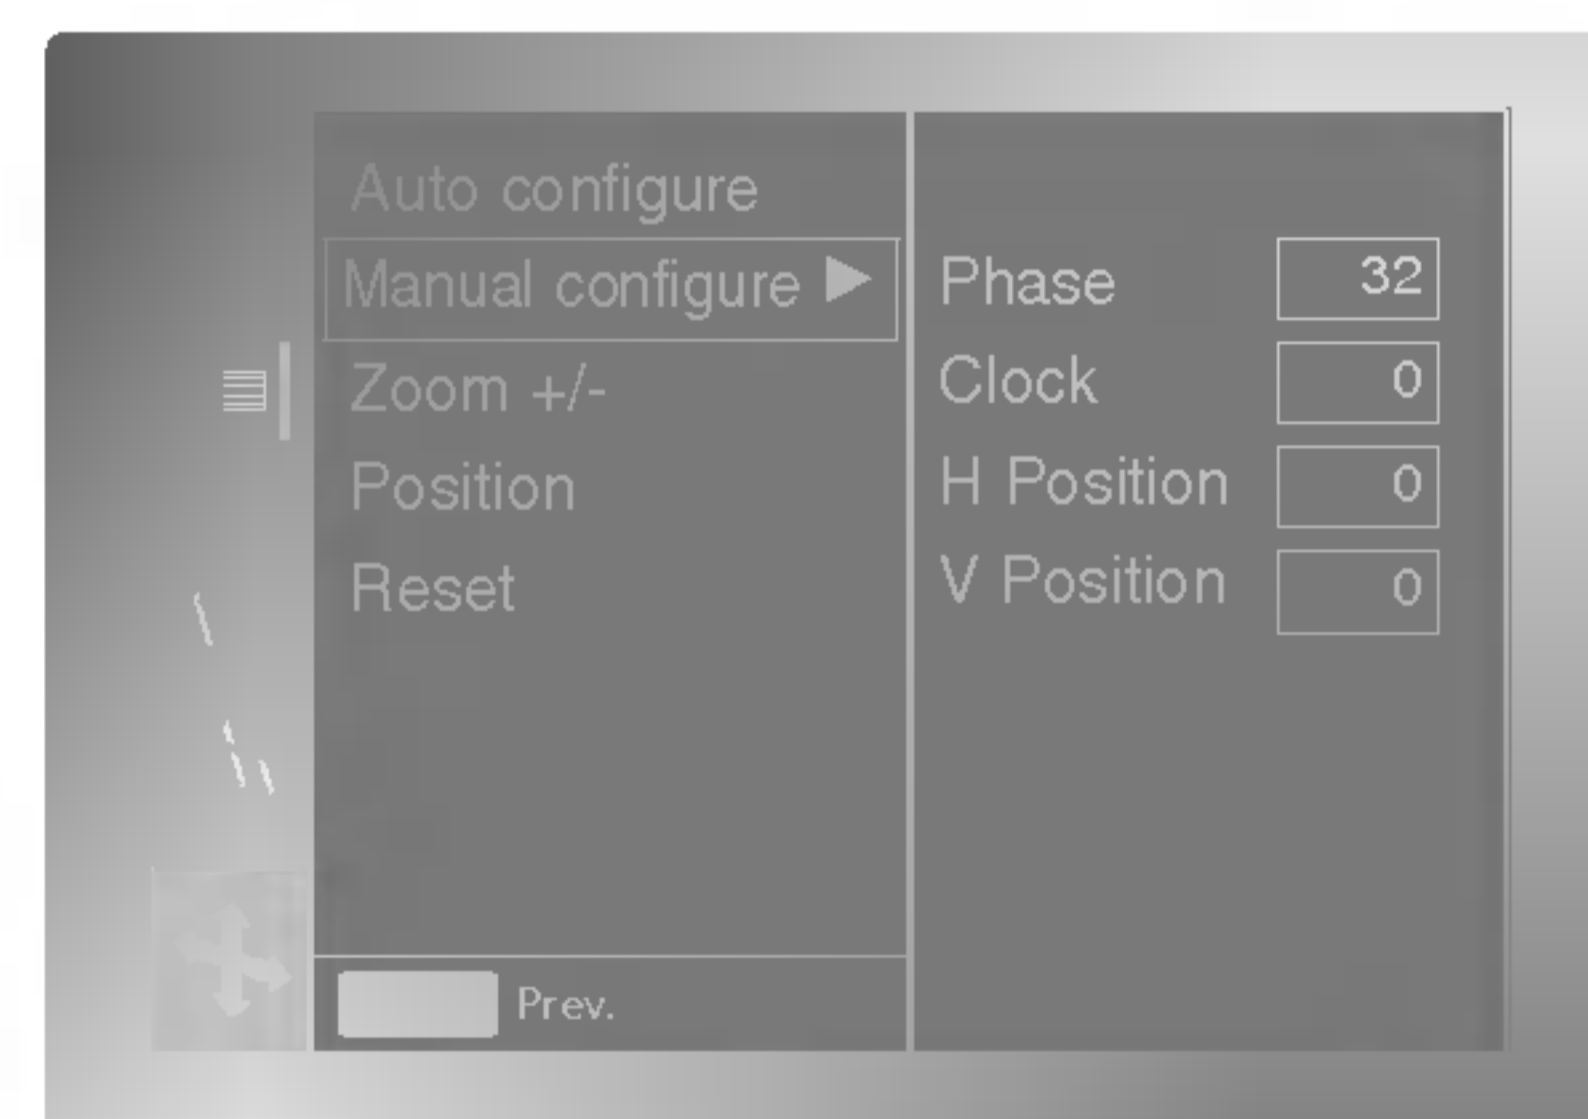 Auto configure
Manual configure ▶
Zoom +/-
Position
Reset
Prev.
Phase 32
Clock 0
H Position 0
V Position 0